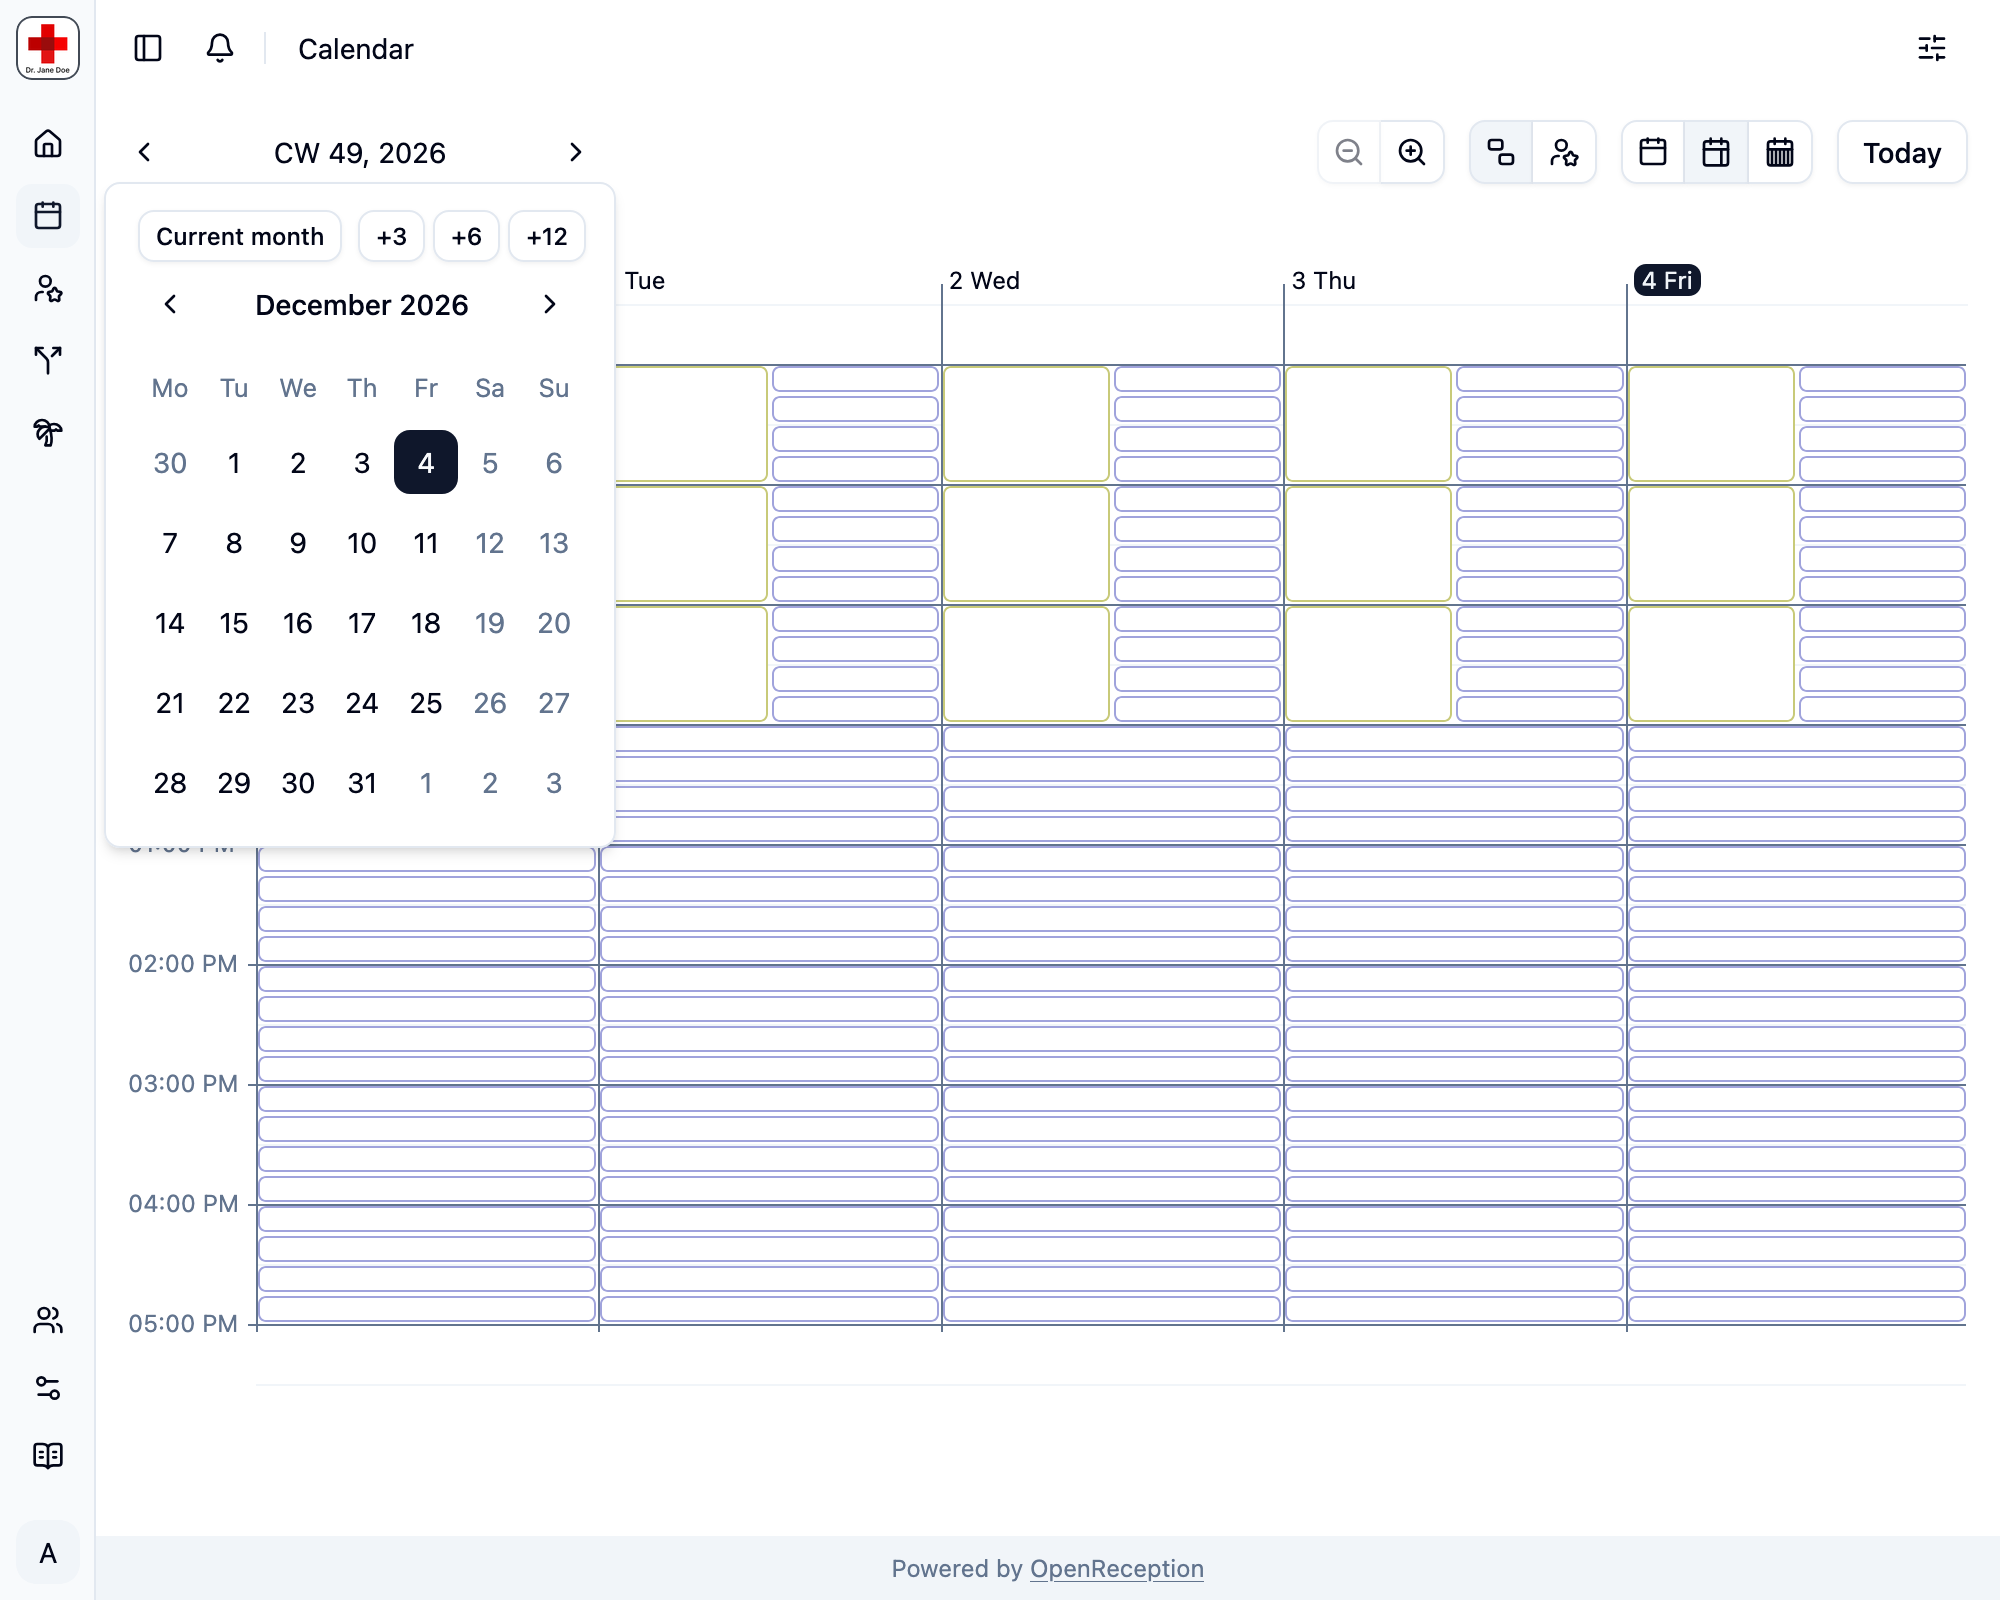 Dr. Jane Doe
Calendar
CW 49, 2026
Today
Current month +3 +6 +12
December 2026
Mo Tu We Th Fr Sa Su
30 1 2 3 4 5 6
7 8 9 10 11 12 13
14 15 16 17 18 19 20
21 22 23 24 25 26 27
28 29 30 31 1 2 3
Tue 2 Wed 3 Thu 4 Fri
02:00 PM
03:00 PM
04:00 PM
05:00 PM
A
Powered by OpenReception